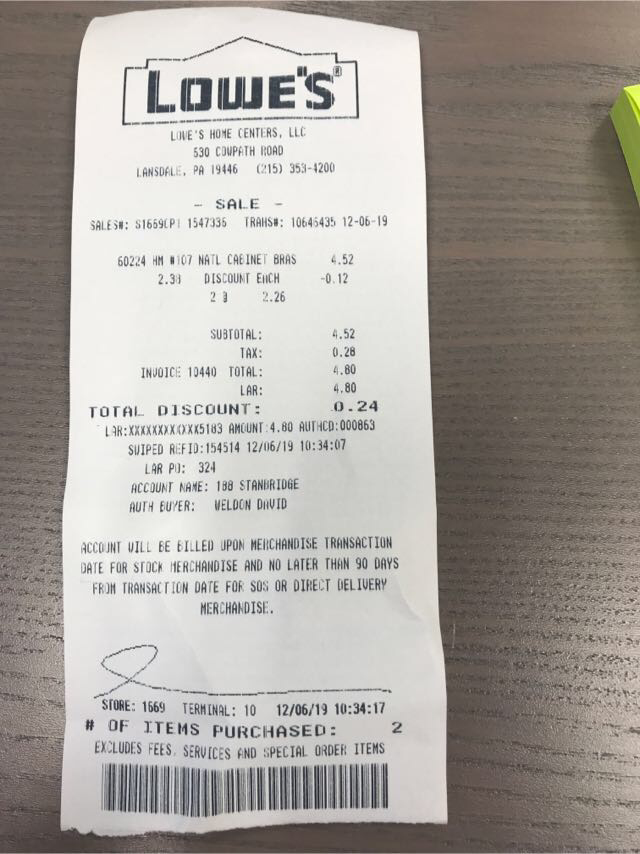 LOWE'S®
LOWE'S HOME CENTERS, LLC
530 COWPATH ROAD
LANSDALE, PA 19446 (215) 353-4200
- SALE -
SALES#: S1669CP1 1547336 TRANS#: 10646435 12-06-19
60224 HM #107 NATL CABINET BRAS 4.52
2.38 DISCOUNT EACH -0.12
2 @ 2.26
SUBTOTAL: 4.52
TAX: 0.28
INVOICE 10440 TOTAL: 4.80
LAR: 4.80
TOTAL DISCOUNT: 0.24
LAR:XXXXXXXXXXXX5183 AMOUNT:4.80 AUTHCD:000863
SWIPED REFID:154514 12/06/19 10:34:07
LAR PO: 324
ACCOUNT NAME: 188 STANBRIDGE
AUTH BUYER: WELDON DAVID
ACCOUNT WILL BE BILLED UPON MERCHANDISE TRANSACTION
DATE FOR STOCK MERCHANDISE AND NO LATER THAN 90 DAYS
FROM TRANSACTION DATE FOR SOS OR DIRECT DELIVERY
MERCHANDISE.
STORE: 1669 TERMINAL: 10 12/06/19 10:34:17
# OF ITEMS PURCHASED: 2
EXCLUDES FEES, SERVICES AND SPECIAL ORDER ITEMS